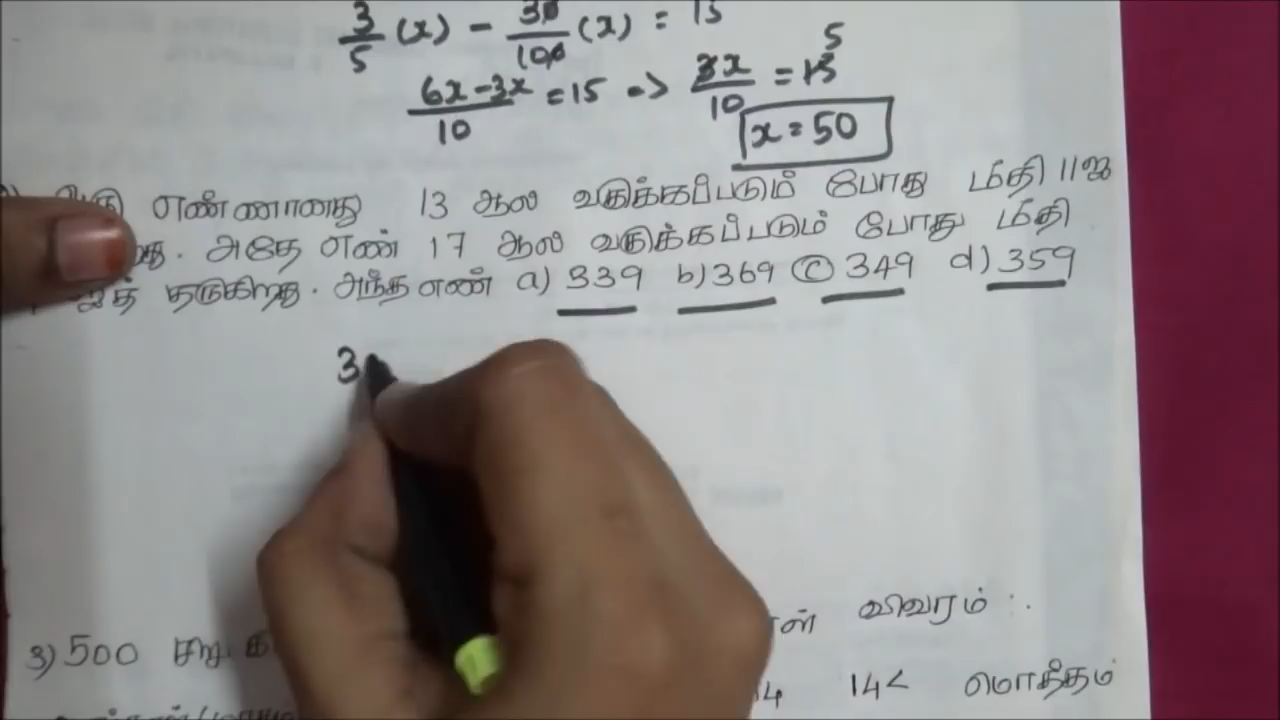 3/5 (x) - 30/100 (x) = 15
6x-3x/10 = 15 => 3x/10 = 15 5
x = 50
எண்ணானது 13 ஆல் வகுக்கப்படும் போது மீதி 11ஐ
அதே எண் 17 ஆல் வகுக்கப்படும் போது மீதி
தருகிறது. அந்த எண் a) 339 b) 369 c) 349 d) 359
3
3) 500 விவரம் :.
14 14< மொத்தம்